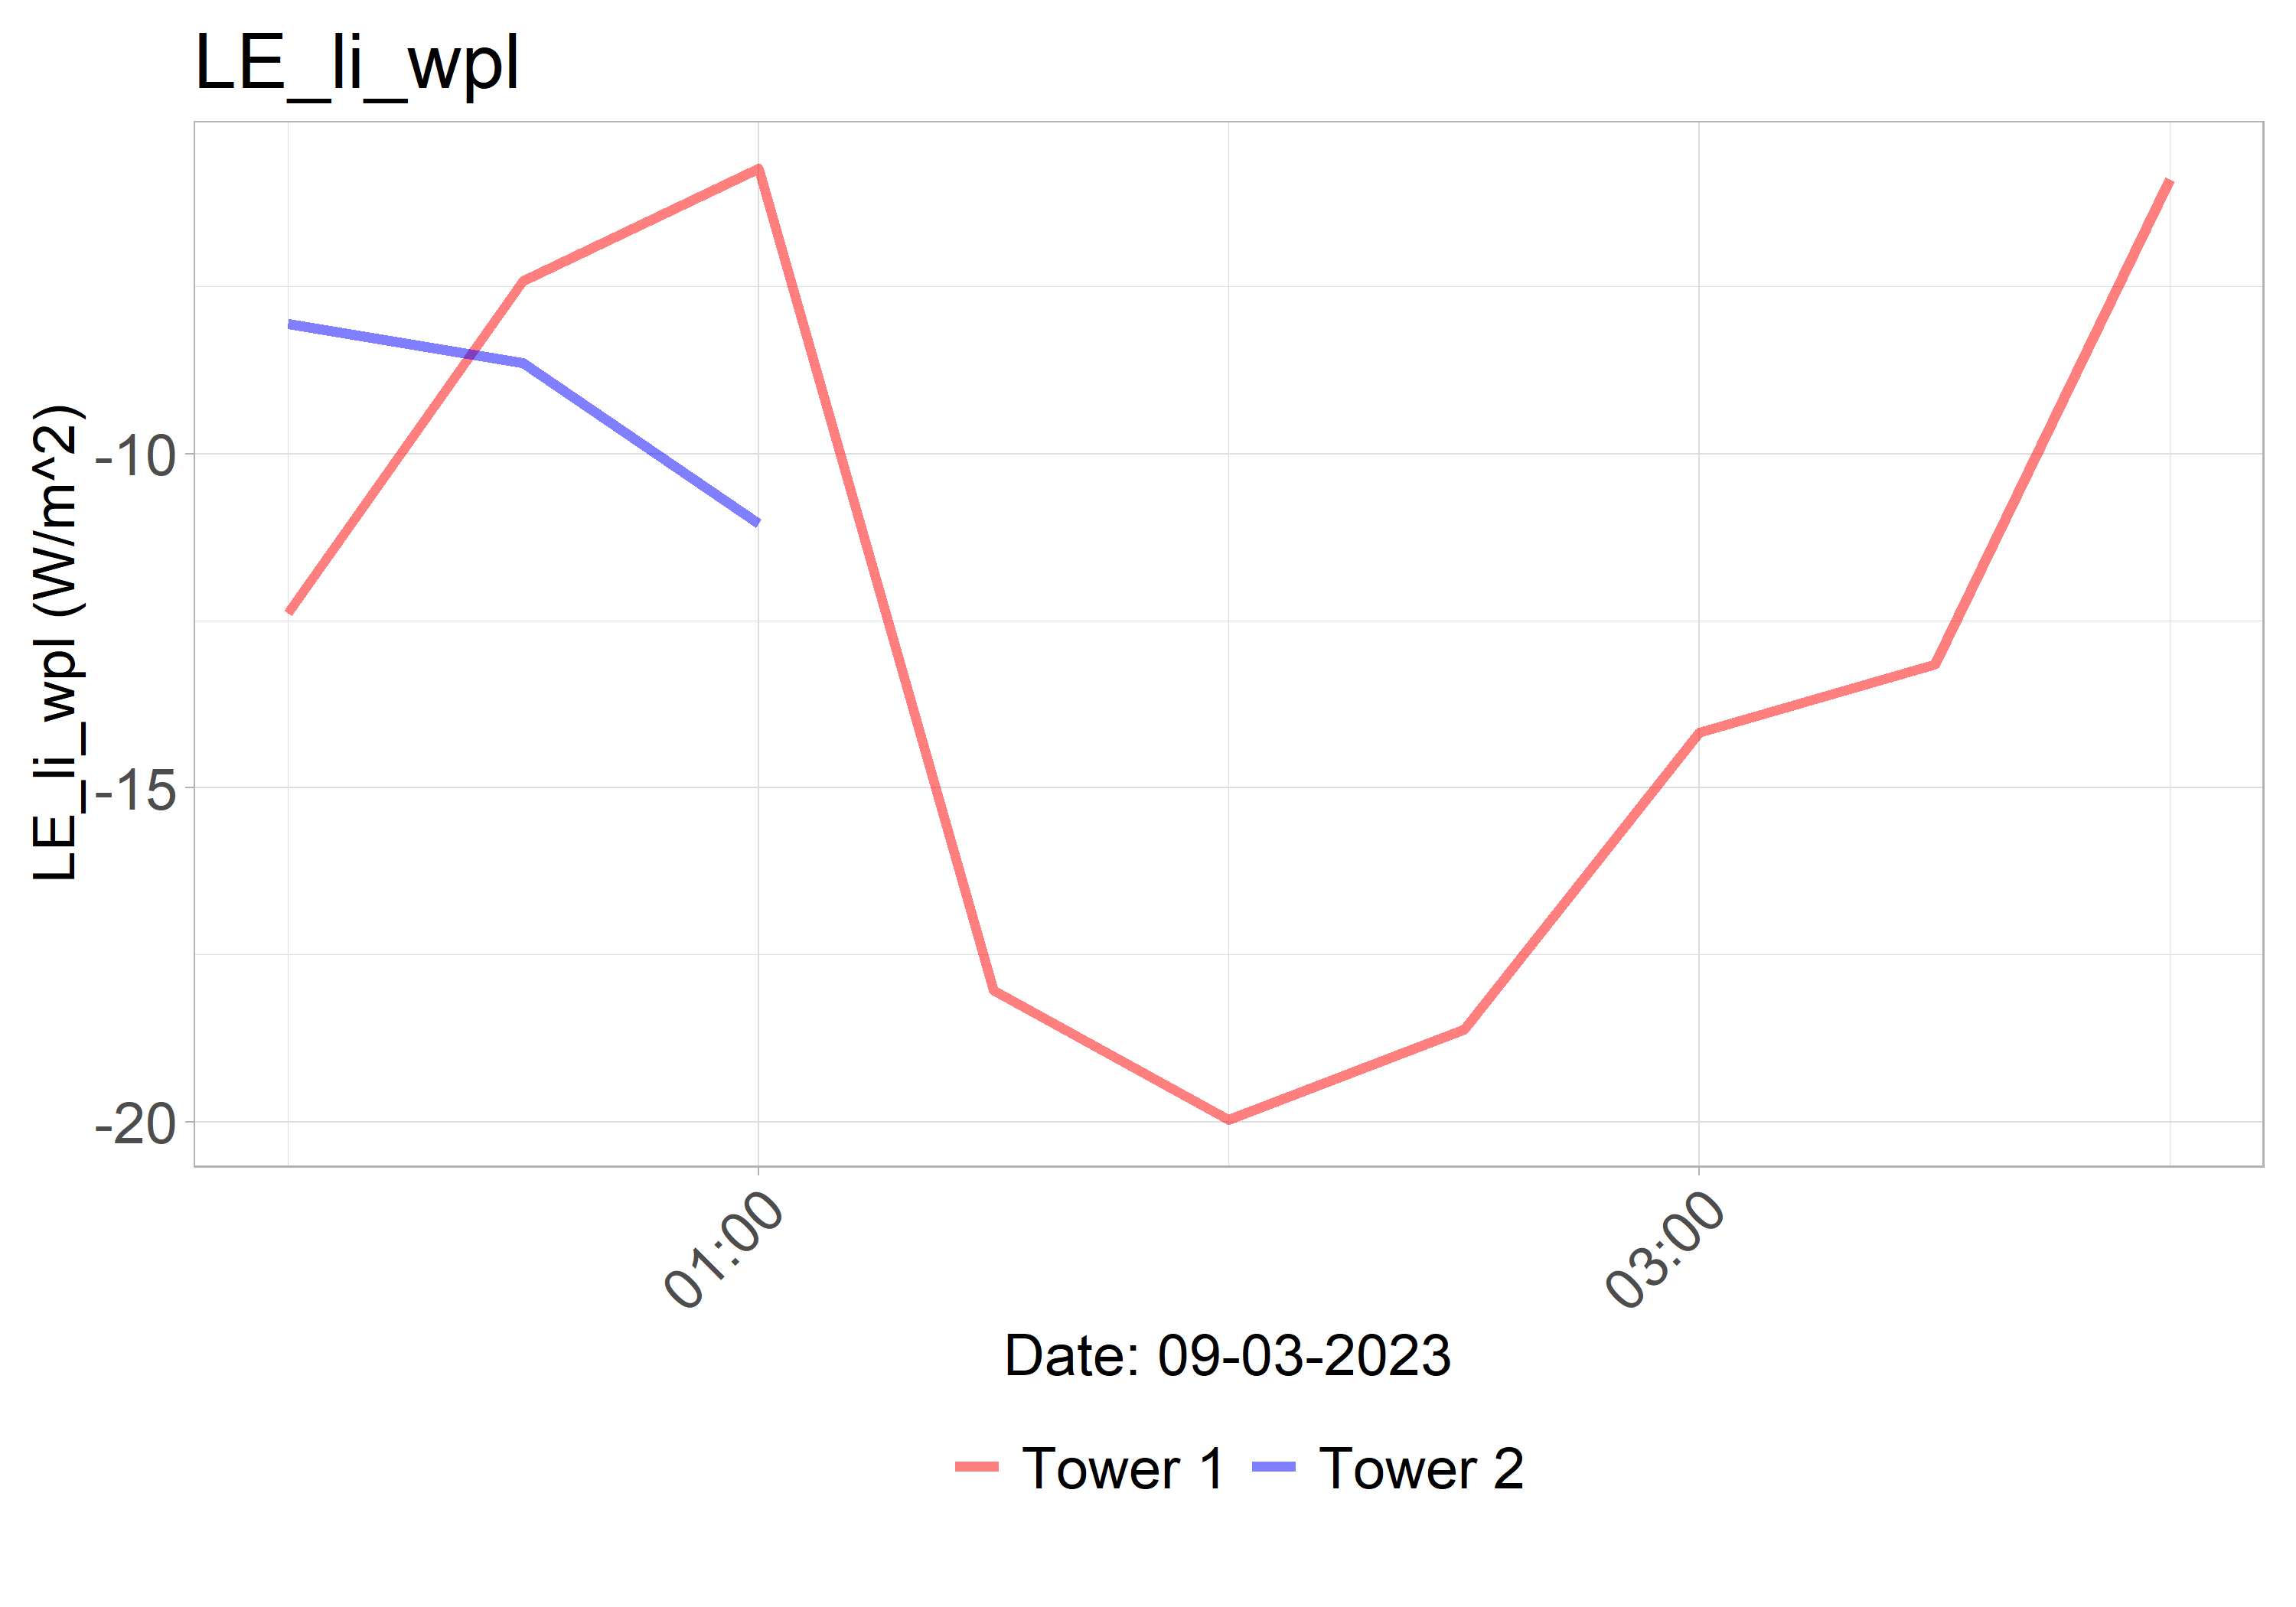 LE_li_wpl
LE_li_wpl (W/m^2)
-10
-15
-20
01:00
03:00
Date: 09-03-2023
Tower 1
Tower 2